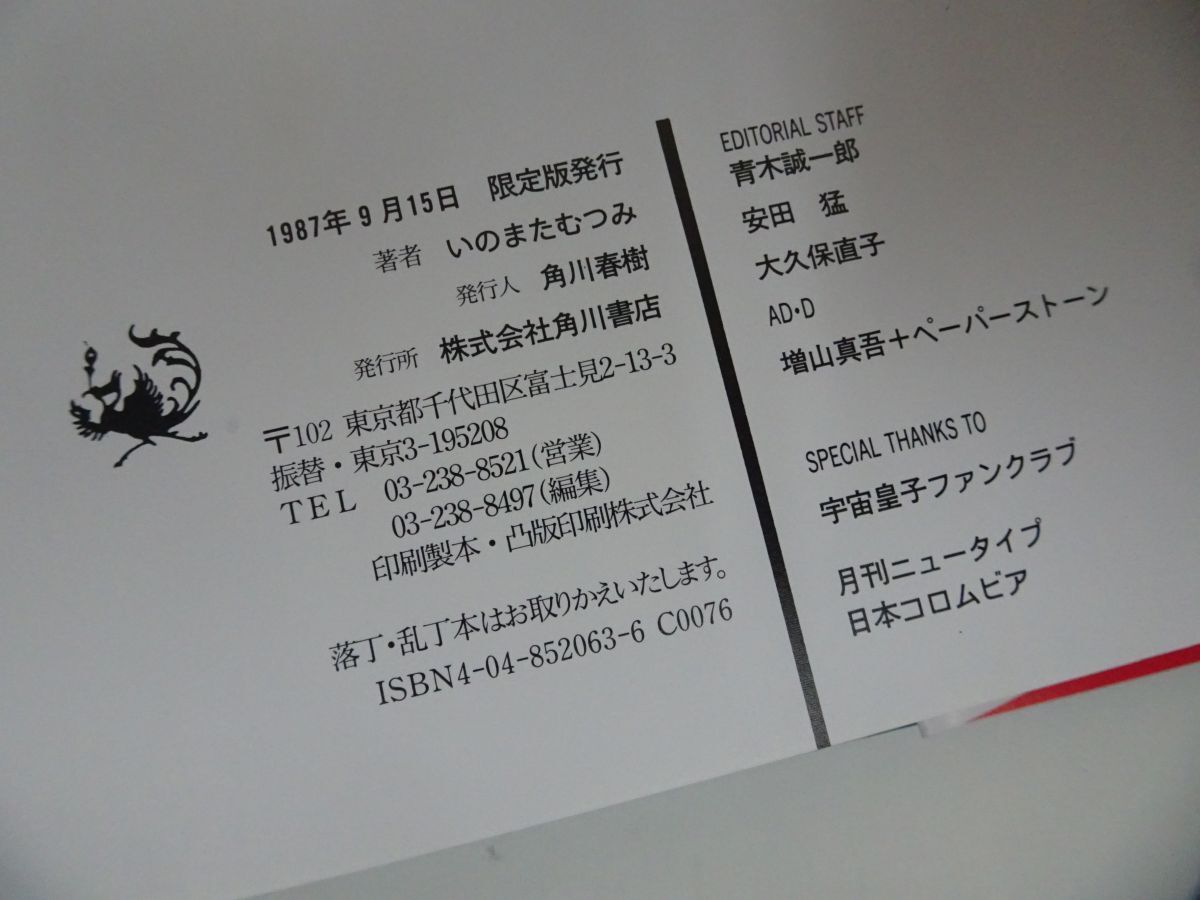 1987年9月15日 限定版発行
著者 いのまたむつみ
発行人 角川春樹
発行所 株式会社角川書店
〒102 東京都千代田区富士見2-13-3
振替・東京3-195208
TEL 03-238-8521(営業)
03-238-8497(編集)
印刷製本・凸版印刷株式会社
落丁・乱丁本はお取りかえいたします。
ISBN4-04-852063-6 C0076
EDITORIAL STAFF
青木誠一郎
安田 猛
大久保直子
AD・D
増山真吾+ペーパーストーン
SPECIAL THANKS TO
宇宙皇子ファンクラブ
月刊ニュータイプ
日本コロムビア